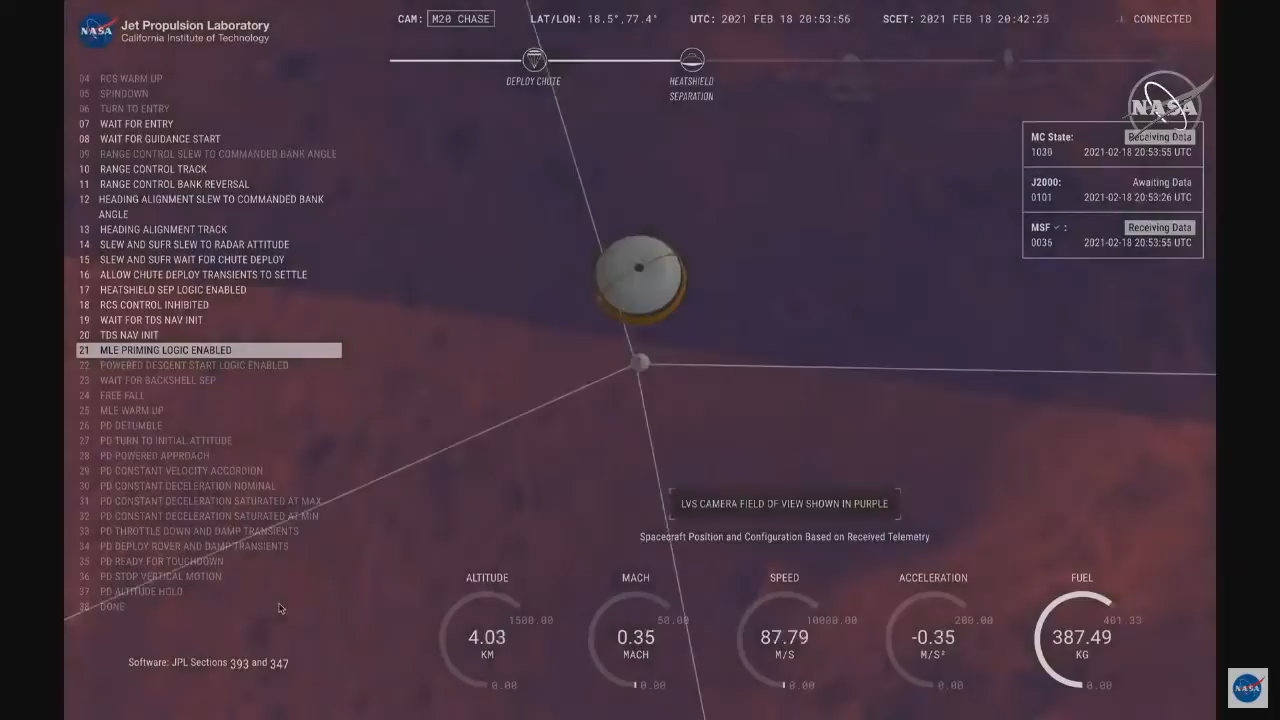 NASA
Jet Propulsion Laboratory
California Institute of Technology
CAM: M20 CHASE LAT/LON: 18.5°,77.4° UTC: 2021 FEB 18 20:53:56 SCET: 2021 FEB 18 20:42:26 CONNECTED
DEPLOY CHUTE
HEATSHIELD
SEPARATION
NASA
MC State: Receiving Data
1030 2021-02-18 20:53:55 UTC
J2000: Awaiting Data
0101 2021-02-18 20:53:26 UTC
MSF ✓ : Receiving Data
0036 2021-02-18 20:53:55 UTC
04 RCS WARM UP
05 SPINDOWN
06 TURN TO ENTRY
07 WAIT FOR ENTRY
08 WAIT FOR GUIDANCE START
09 RANGE CONTROL SLEW TO COMMANDED BANK ANGLE
10 RANGE CONTROL TRACK
11 RANGE CONTROL BANK REVERSAL
12 HEADING ALIGNMENT SLEW TO COMMANDED BANK
ANGLE
13 HEADING ALIGNMENT TRACK
14 SLEW AND SUFR SLEW TO RADAR ATTITUDE
15 SLEW AND SUFR WAIT FOR CHUTE DEPLOY
16 ALLOW CHUTE DEPLOY TRANSIENTS TO SETTLE
17 HEATSHIELD SEP LOGIC ENABLED
18 RCS CONTROL INHIBITED
19 WAIT FOR TDS NAV INIT
20 TDS NAV INIT
21 MLE PRIMING LOGIC ENABLED
22 POWERED DESCENT START LOGIC ENABLED
23 WAIT FOR BACKSHELL SEP
24 FREE FALL
25 MLE WARM UP
26 PD DETUMBLE
27 PD TURN TO INITIAL ATTITUDE
28 PD POWERED APPROACH
29 PD CONSTANT VELOCITY ACCORDION
30 PD CONSTANT DECELERATION NOMINAL
31 PD CONSTANT DECELERATION SATURATED AT MAX
32 PD CONSTANT DECELERATION SATURATED AT MIN
33 PD THROTTLE DOWN AND DAMP TRANSIENTS
34 PD DEPLOY ROVER AND DAMP TRANSIENTS
35 PD READY FOR TOUCHDOWN
36 PD STOP VERTICAL MOTION
37 PD ALTITUDE HOLD
38 DONE
Software: JPL Sections 393 and 347
LVS CAMERA FIELD OF VIEW SHOWN IN PURPLE
Spacecraft Position and Configuration Based on Received Telemetry
ALTITUDE
1500.00
4.03
KM
0.00
MACH
50.00
0.35
MACH
0.00
SPEED
10000.00
87.79
M/S
0.00
ACCELERATION
200.00
-0.35
M/S²
0.00
FUEL
401.33
387.49
KG
0.00
NASA